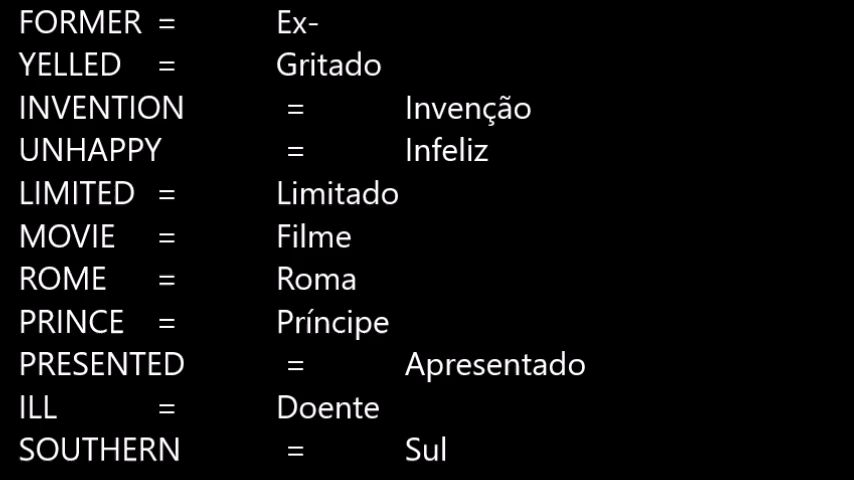 FORMER = Ex-
YELLED = Gritado
INVENTION = Invenção
UNHAPPY = Infeliz
LIMITED = Limitado
MOVIE = Filme
ROME = Roma
PRINCE = Príncipe
PRESENTED = Apresentado
ILL = Doente
SOUTHERN = Sul